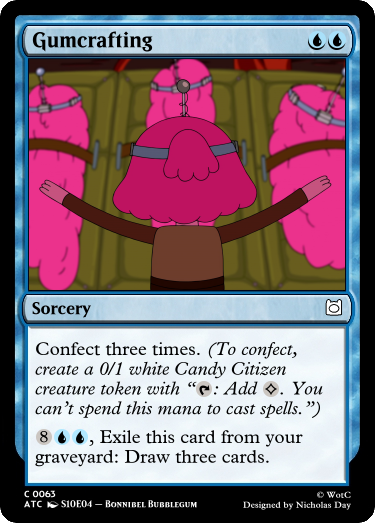 Gumcrafting
Sorcery
Confect three times. (To confect,
create a 0/1 white Candy Citizen
creature token with “: Add . You
can’t spend this mana to cast spells.”)
8, Exile this card from your
graveyard: Draw three cards.
C 0063 © WotC
ATC S10E04 – Bonnibel Bubblegum Designed by Nicholas Day